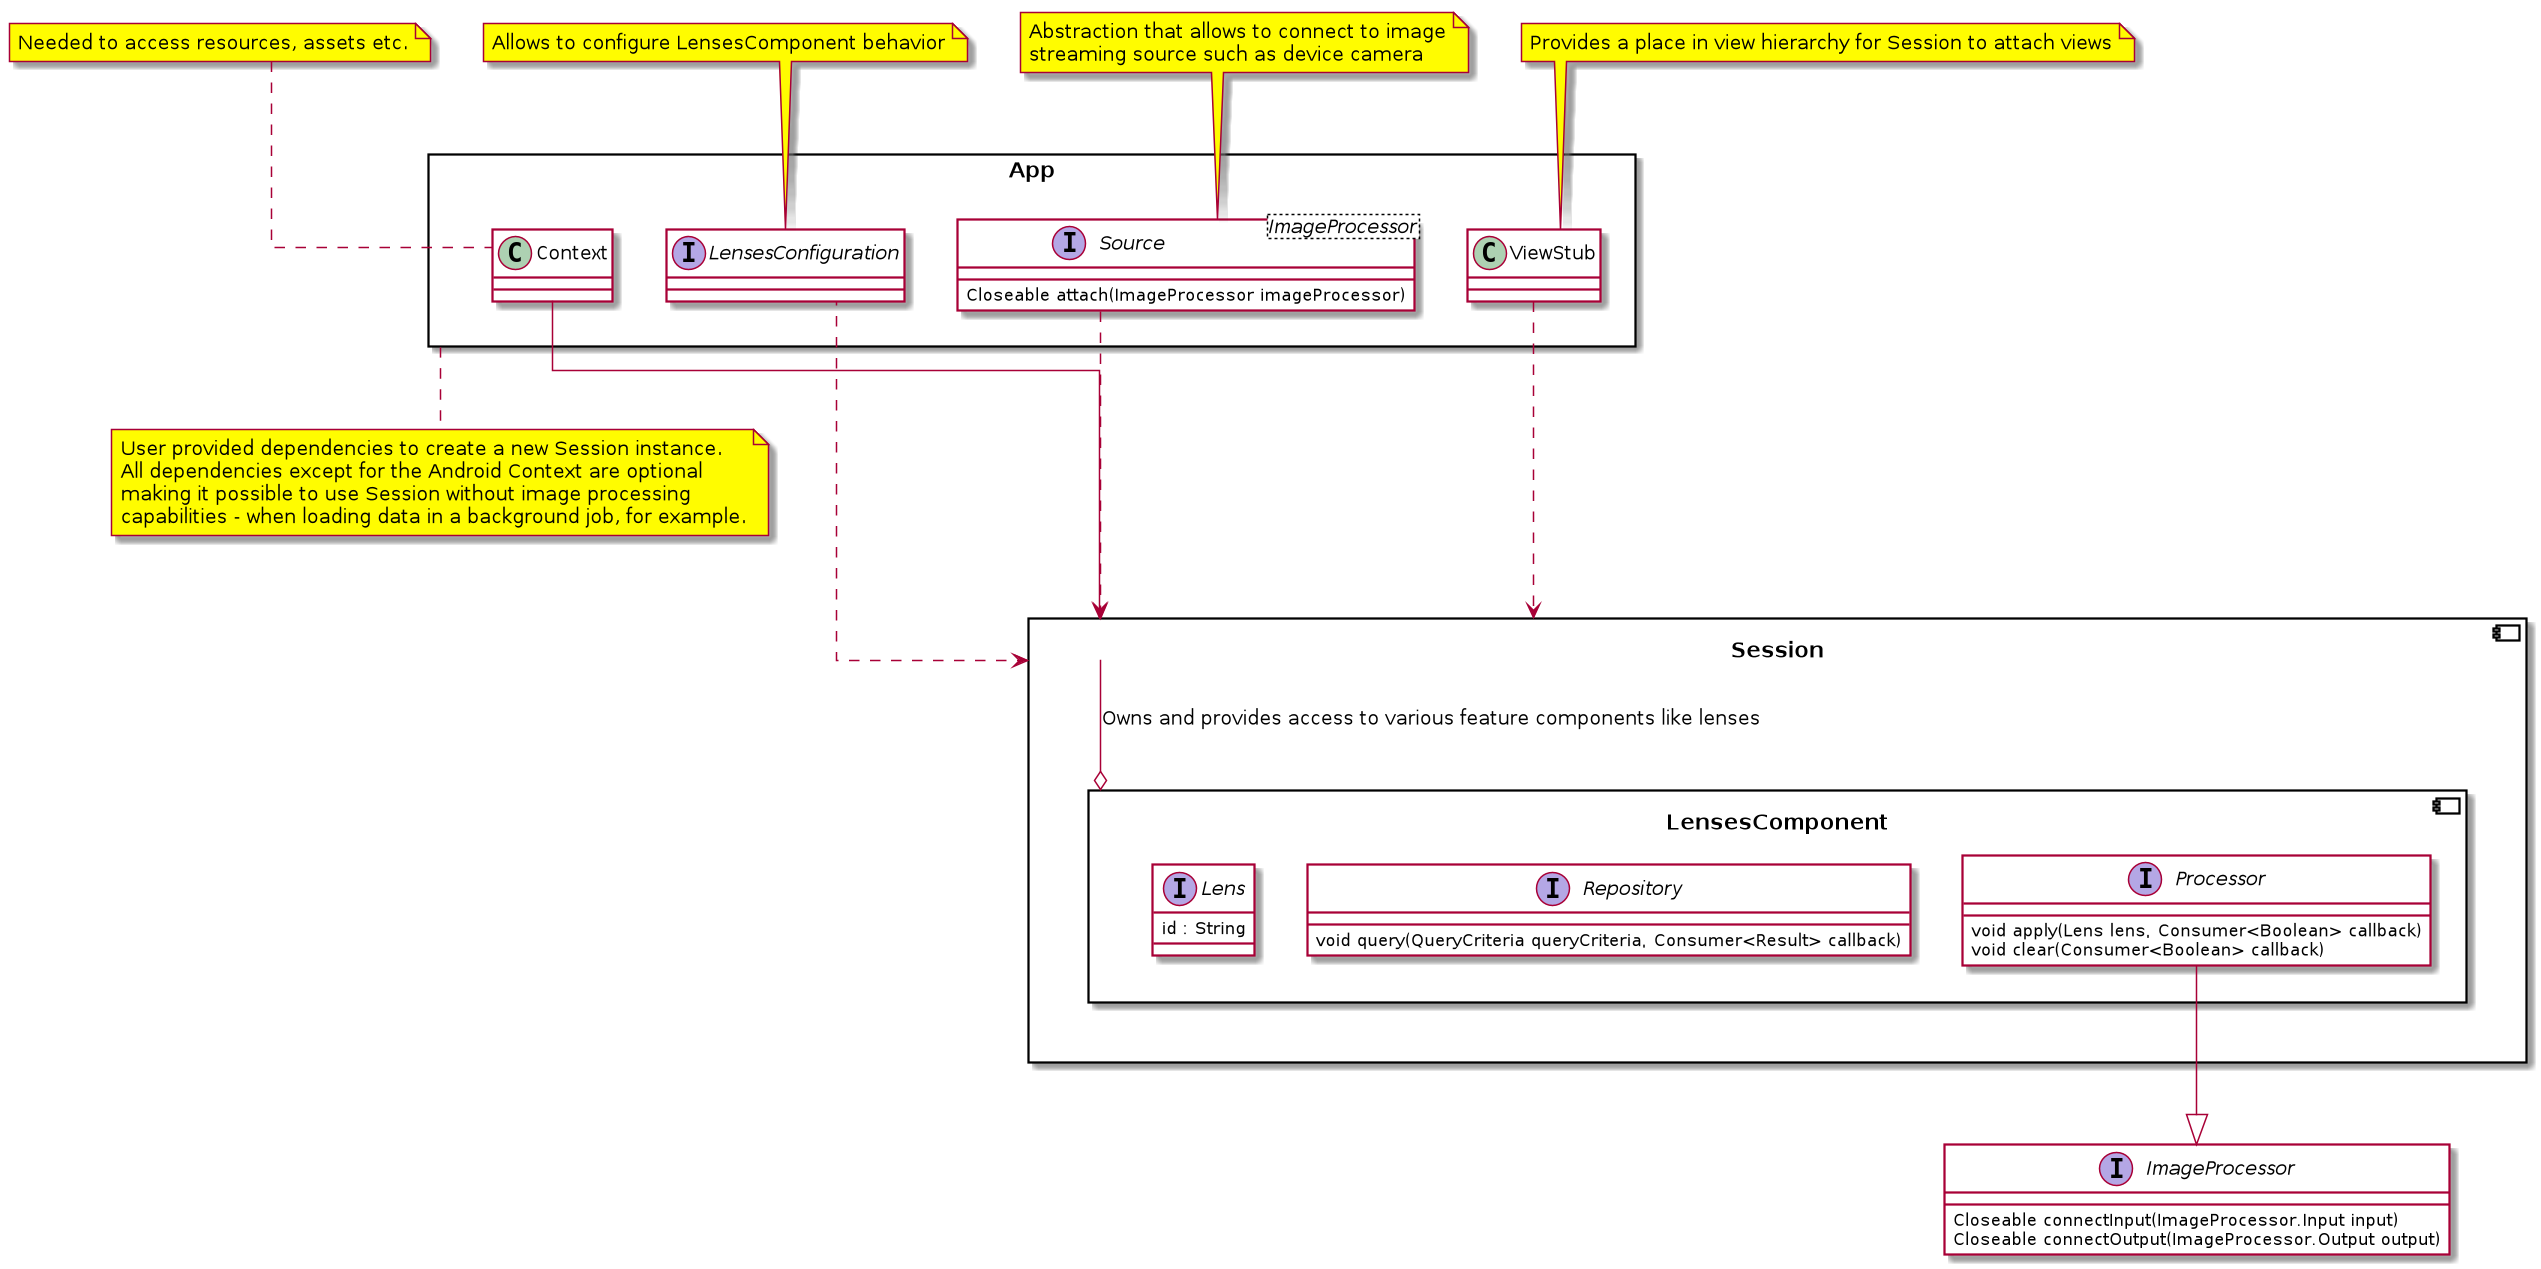 Needed to access resources, assets etc.
Allows to configure LensesComponent behavior
Abstraction that allows to connect to image
streaming source such as device camera
Provides a place in view hierarchy for Session to attach views
App
C Context
I LensesConfiguration
I Source
ImageProcessor
Closeable attach(ImageProcessor imageProcessor)
C ViewStub
User provided dependencies to create a new Session instance.
All dependencies except for the Android Context are optional
making it possible to use Session without image processing
capabilities - when loading data in a background job, for example.
Session
Owns and provides access to various feature components like lenses
LensesComponent
I Lens
id : String
I Repository
void query(QueryCriteria queryCriteria, Consumer<Result> callback)
I Processor
void apply(Lens lens, Consumer<Boolean> callback)
void clear(Consumer<Boolean> callback)
I ImageProcessor
Closeable connectInput(ImageProcessor.Input input)
Closeable connectOutput(ImageProcessor.Output output)